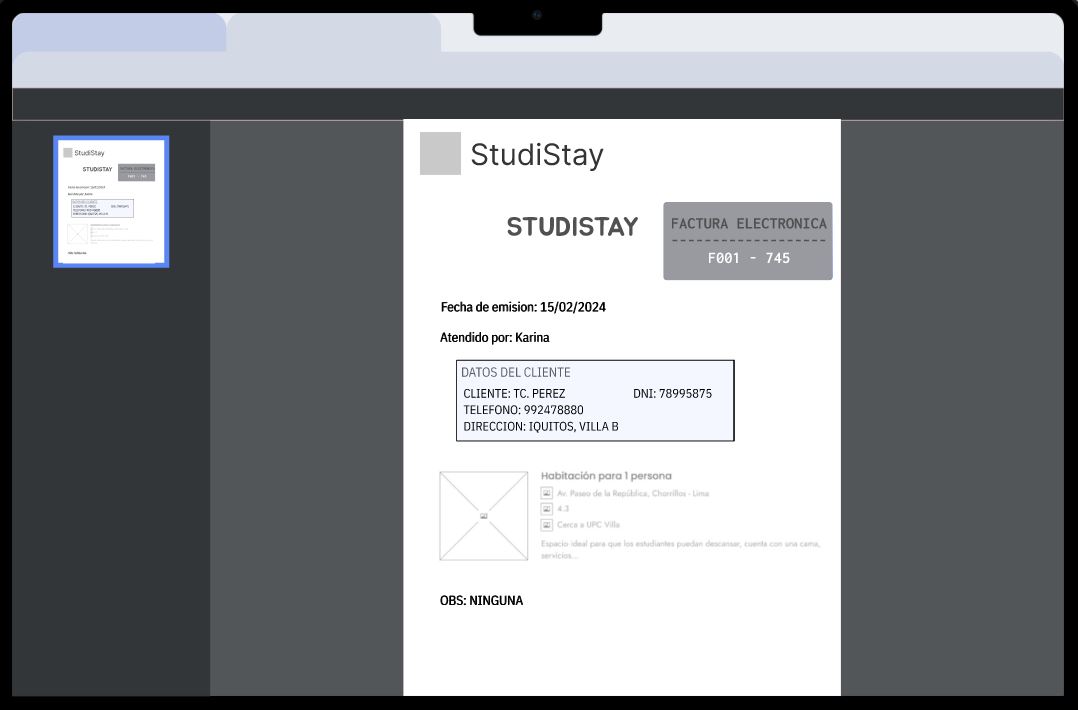 StudiStay
STUDISTAY
FACTURA ELECTRONICA
F001 - 745
Fecha de emision: 15/02/2024
Atendido por: Karina
DATOS DEL CLIENTE
CLIENTE: TC. PEREZ DNI: 78995875
TELEFONO: 992478880
DIRECCION: IQUITOS, VILLA B
Habitación para 1 persona
Av. Paseo de la República, Chorrillos - Lima
4.3
Cerca a UPC Villa
Espacio ideal para que los estudiantes puedan descansar, cuenta con una cama,
servicios...
OBS: NINGUNA